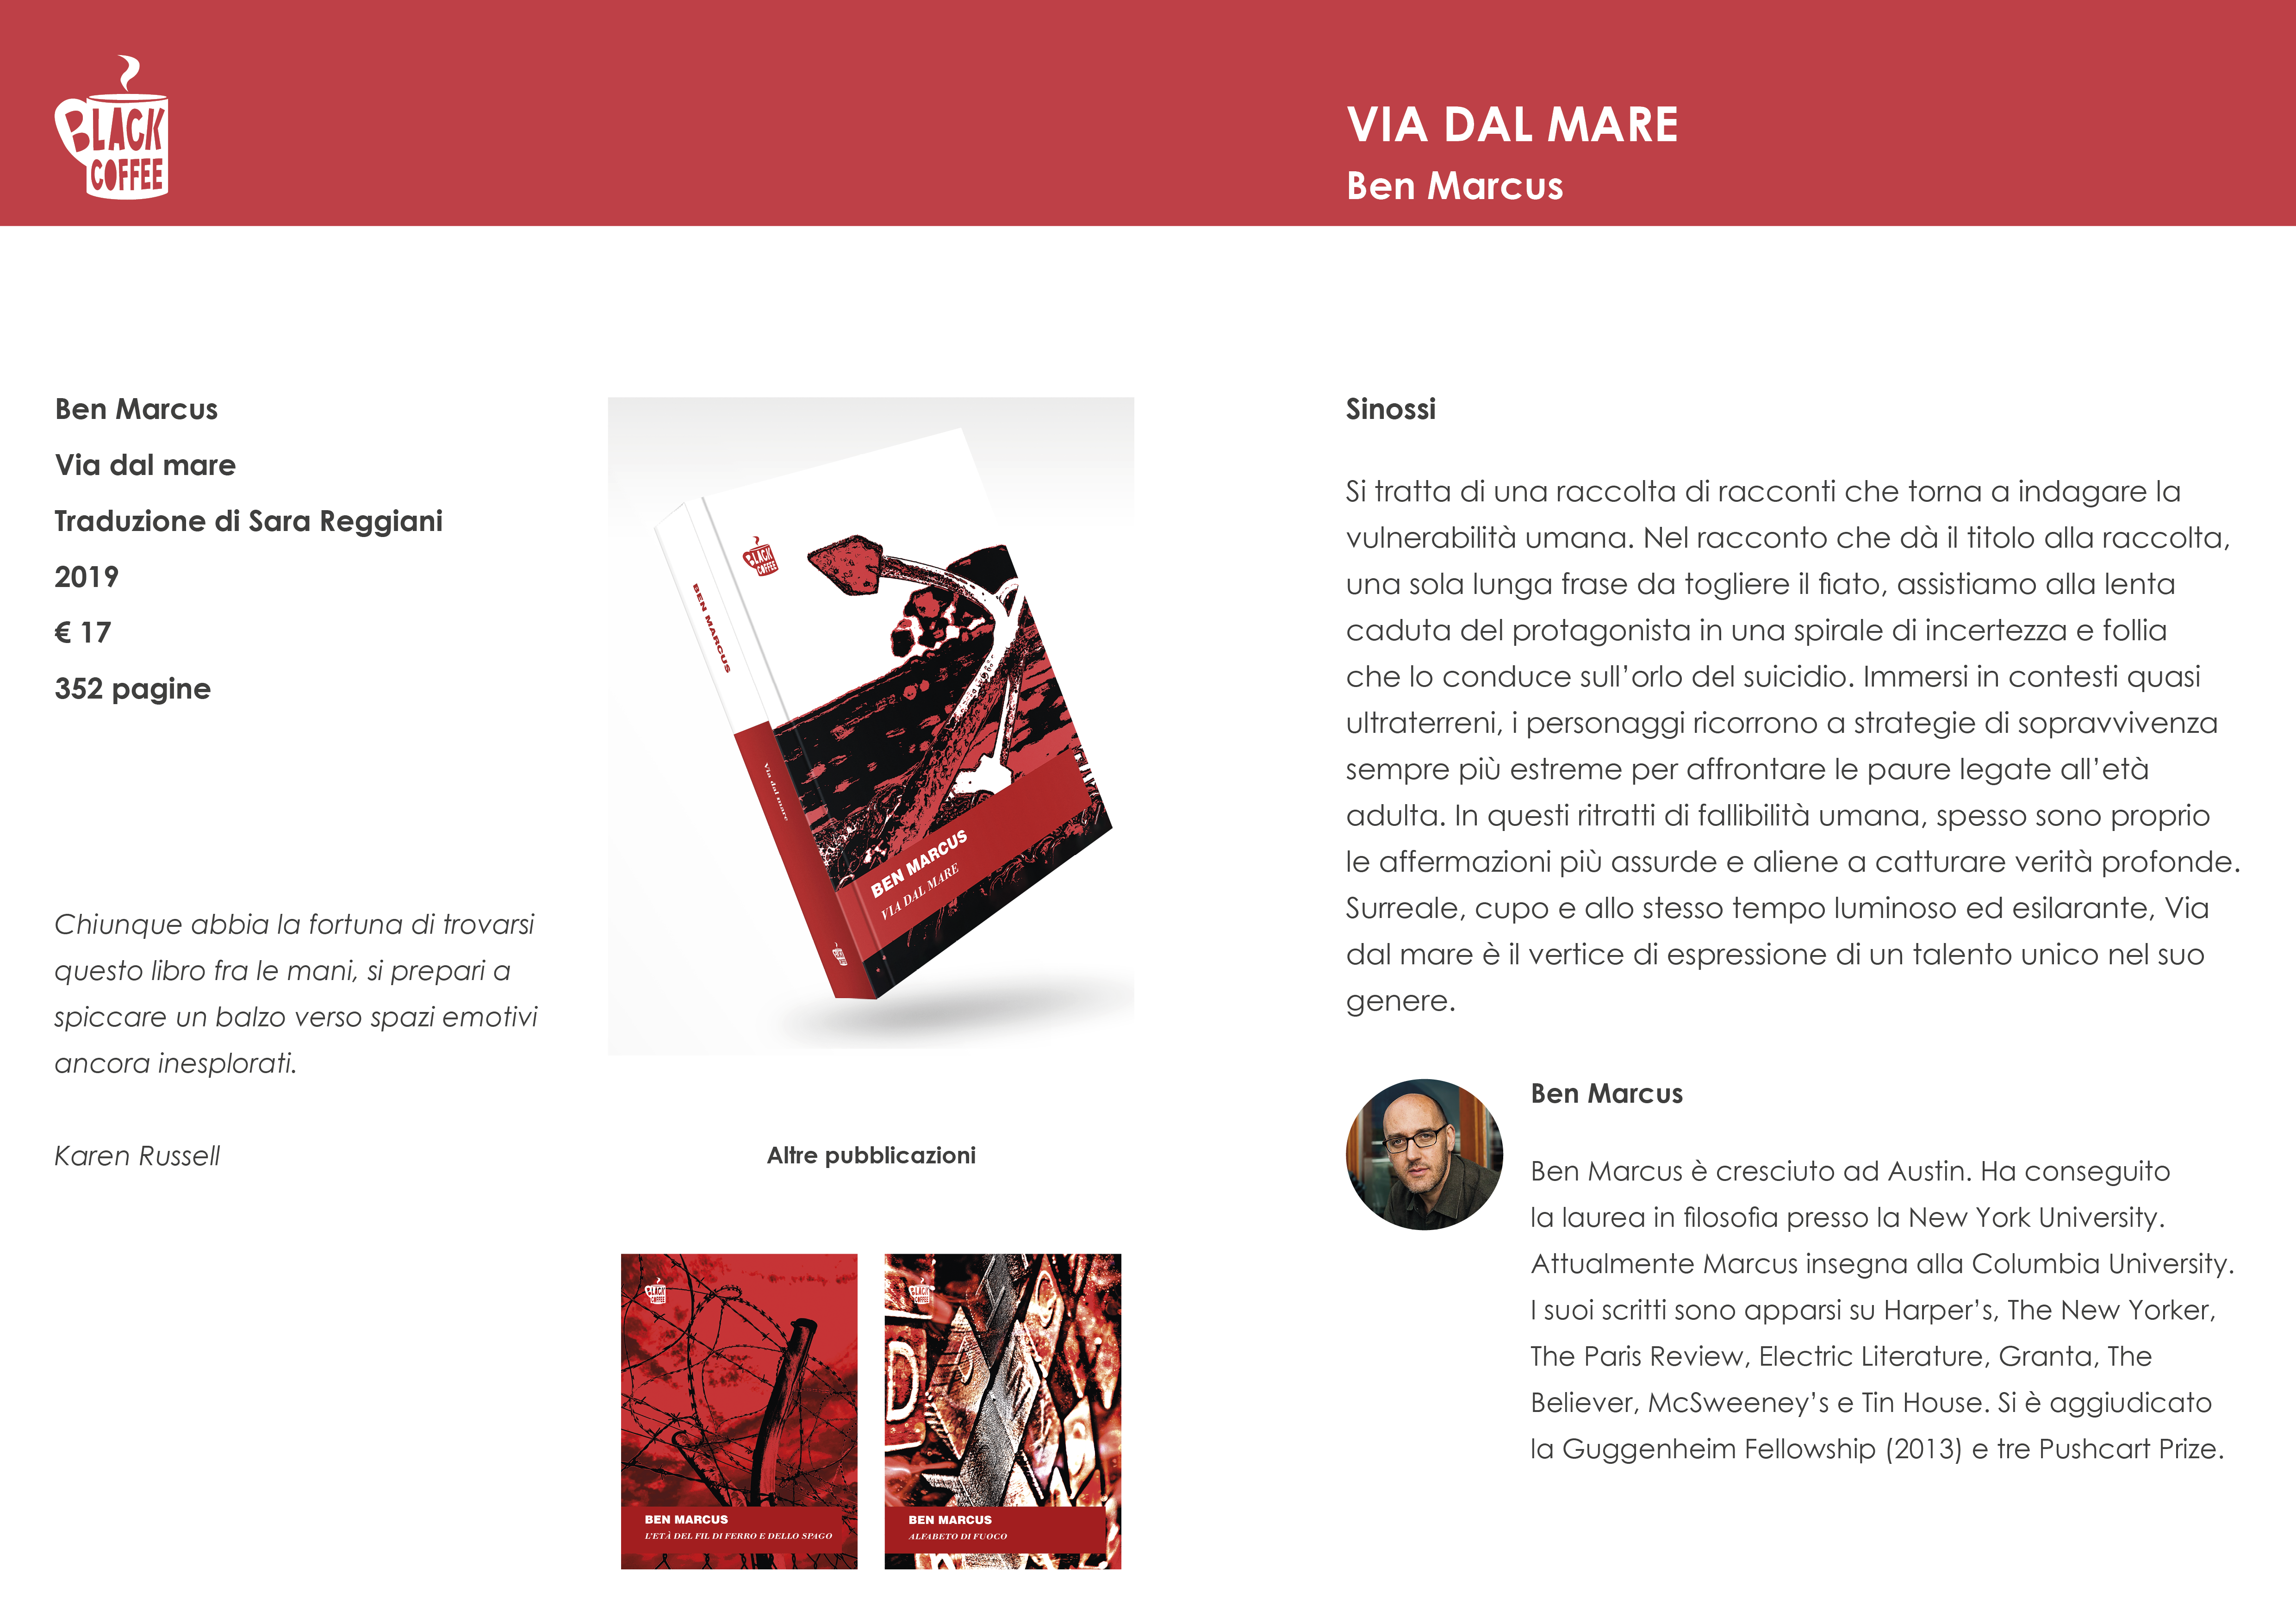 BLACK
COFFEE
VIA DAL MARE
Ben Marcus
Ben Marcus
Via dal mare
Traduzione di Sara Reggiani
2019
€ 17
352 pagine
Chiunque abbia la fortuna di trovarsi
questo libro fra le mani, si prepari a
spiccare un balzo verso spazi emotivi
ancora inesplorati.
Karen Russell
BLACK
COFFEE
BEN MARCUS
Via dal mare
BEN MARCUS
VIA DAL MARE
Altre pubblicazioni
BLACK
COFFEE
BEN MARCUS
L'ETÀ DEL FIL DI FERRO E DELLO SPAGO
BLACK
COFFEE
D
BEN MARCUS
ALFABETO DI FUOCO
Sinossi
Si tratta di una raccolta di racconti che torna a indagare la
vulnerabilità umana. Nel racconto che dà il titolo alla raccolta,
una sola lunga frase da togliere il fiato, assistiamo alla lenta
caduta del protagonista in una spirale di incertezza e follia
che lo conduce sull'orlo del suicidio. Immersi in contesti quasi
ultraterreni, i personaggi ricorrono a strategie di sopravvivenza
sempre più estreme per affrontare le paure legate all'età
adulta. In questi ritratti di fallibilità umana, spesso sono proprio
le affermazioni più assurde e aliene a catturare verità profonde.
Surreale, cupo e allo stesso tempo luminoso ed esilarante, Via
dal mare è il vertice di espressione di un talento unico nel suo
genere.
Ben Marcus
Ben Marcus è cresciuto ad Austin. Ha conseguito
la laurea in filosofia presso la New York University.
Attualmente Marcus insegna alla Columbia University.
I suoi scritti sono apparsi su Harper's, The New Yorker,
The Paris Review, Electric Literature, Granta, The
Believer, McSweeney's e Tin House. Si è aggiudicato
la Guggenheim Fellowship (2013) e tre Pushcart Prize.